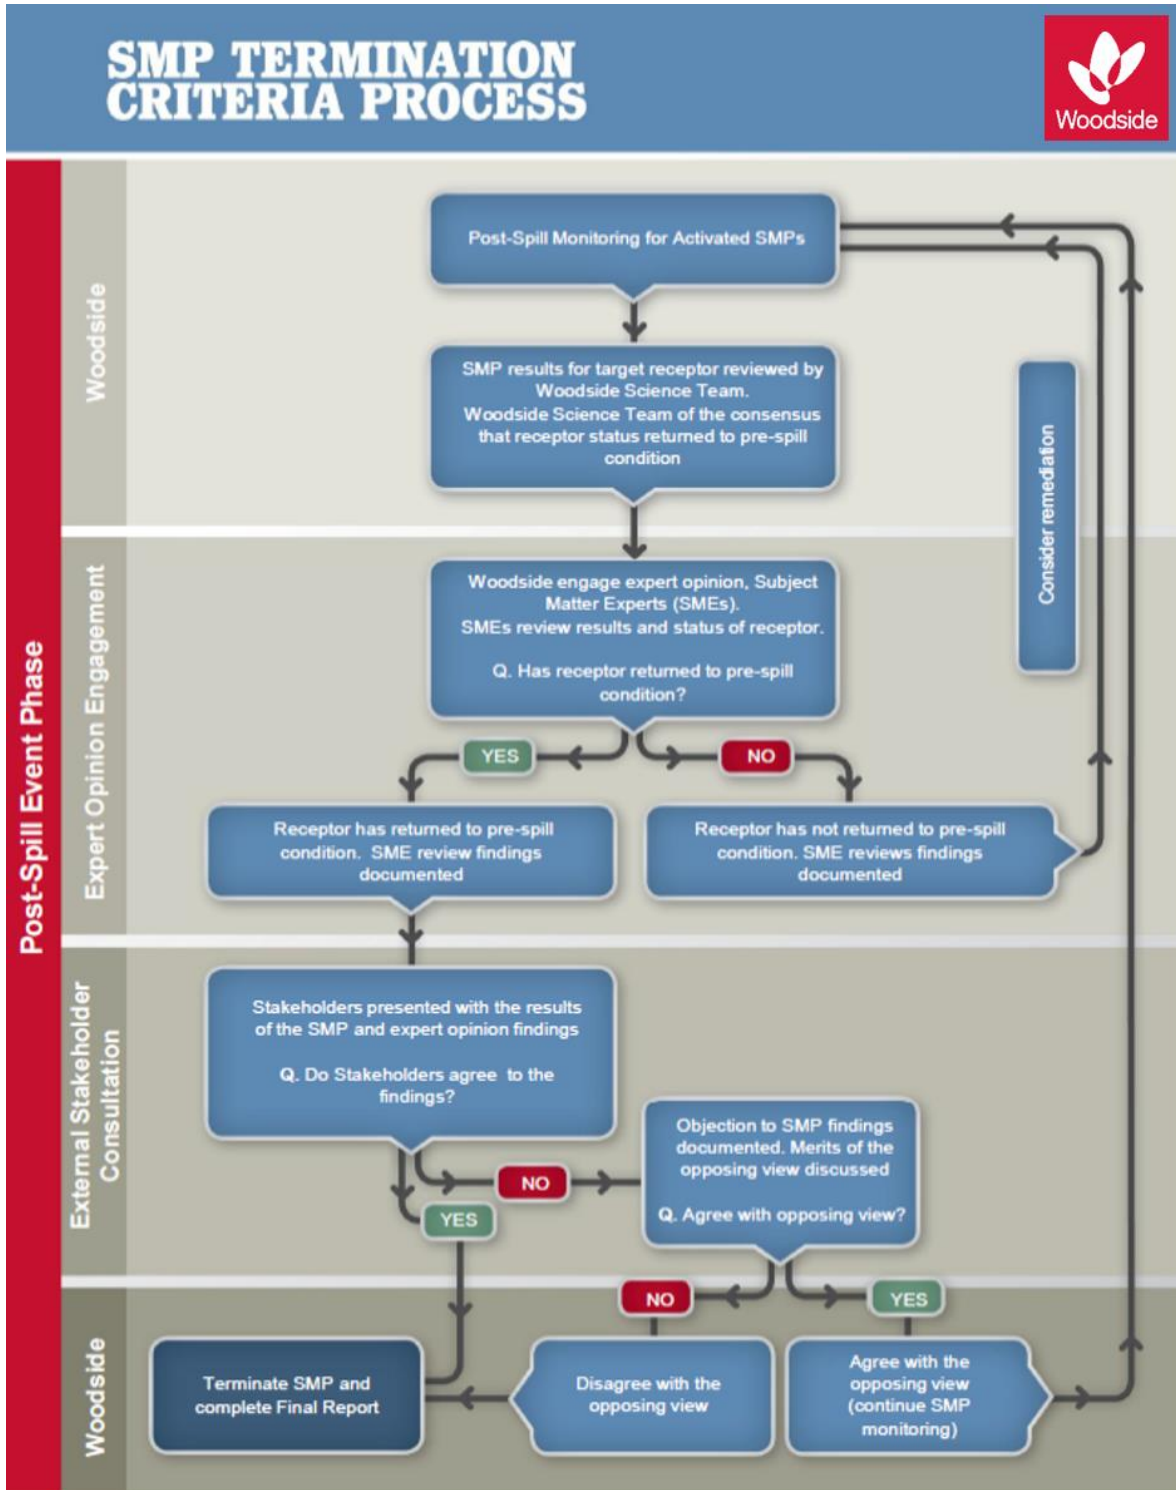 SMP TERMINATION
CRITERIA PROCESS
Woodside
Post-Spill Event Phase
Woodside
Post-Spill Monitoring for Activated SMPs
SMP results for target receptor reviewed by
Woodside Science Team.
Woodside Science Team of the consensus
that receptor status returned to pre-spill
condition
Consider remediation
Expert Opinion Engagement
Woodside engage expert opinion, Subject
Matter Experts (SMEs).
SMEs review results and status of receptor.
Q. Has receptor returned to pre-spill
condition?
YES
NO
Receptor has returned to pre-spill
condition. SME review findings
documented
Receptor has not returned to pre-spill
condition. SME reviews findings
documented
External Stakeholder
Consultation
Stakeholders presented with the results
of the SMP and expert opinion findings
Q. Do Stakeholders agree to the
findings?
NO
YES
Objection to SMP findings
documented. Merits of the
opposing view discussed
Q. Agree with opposing view?
NO
YES
Woodside
Terminate SMP and
complete Final Report
Disagree with the
opposing view
Agree with the
opposing view
(continue SMP
monitoring)